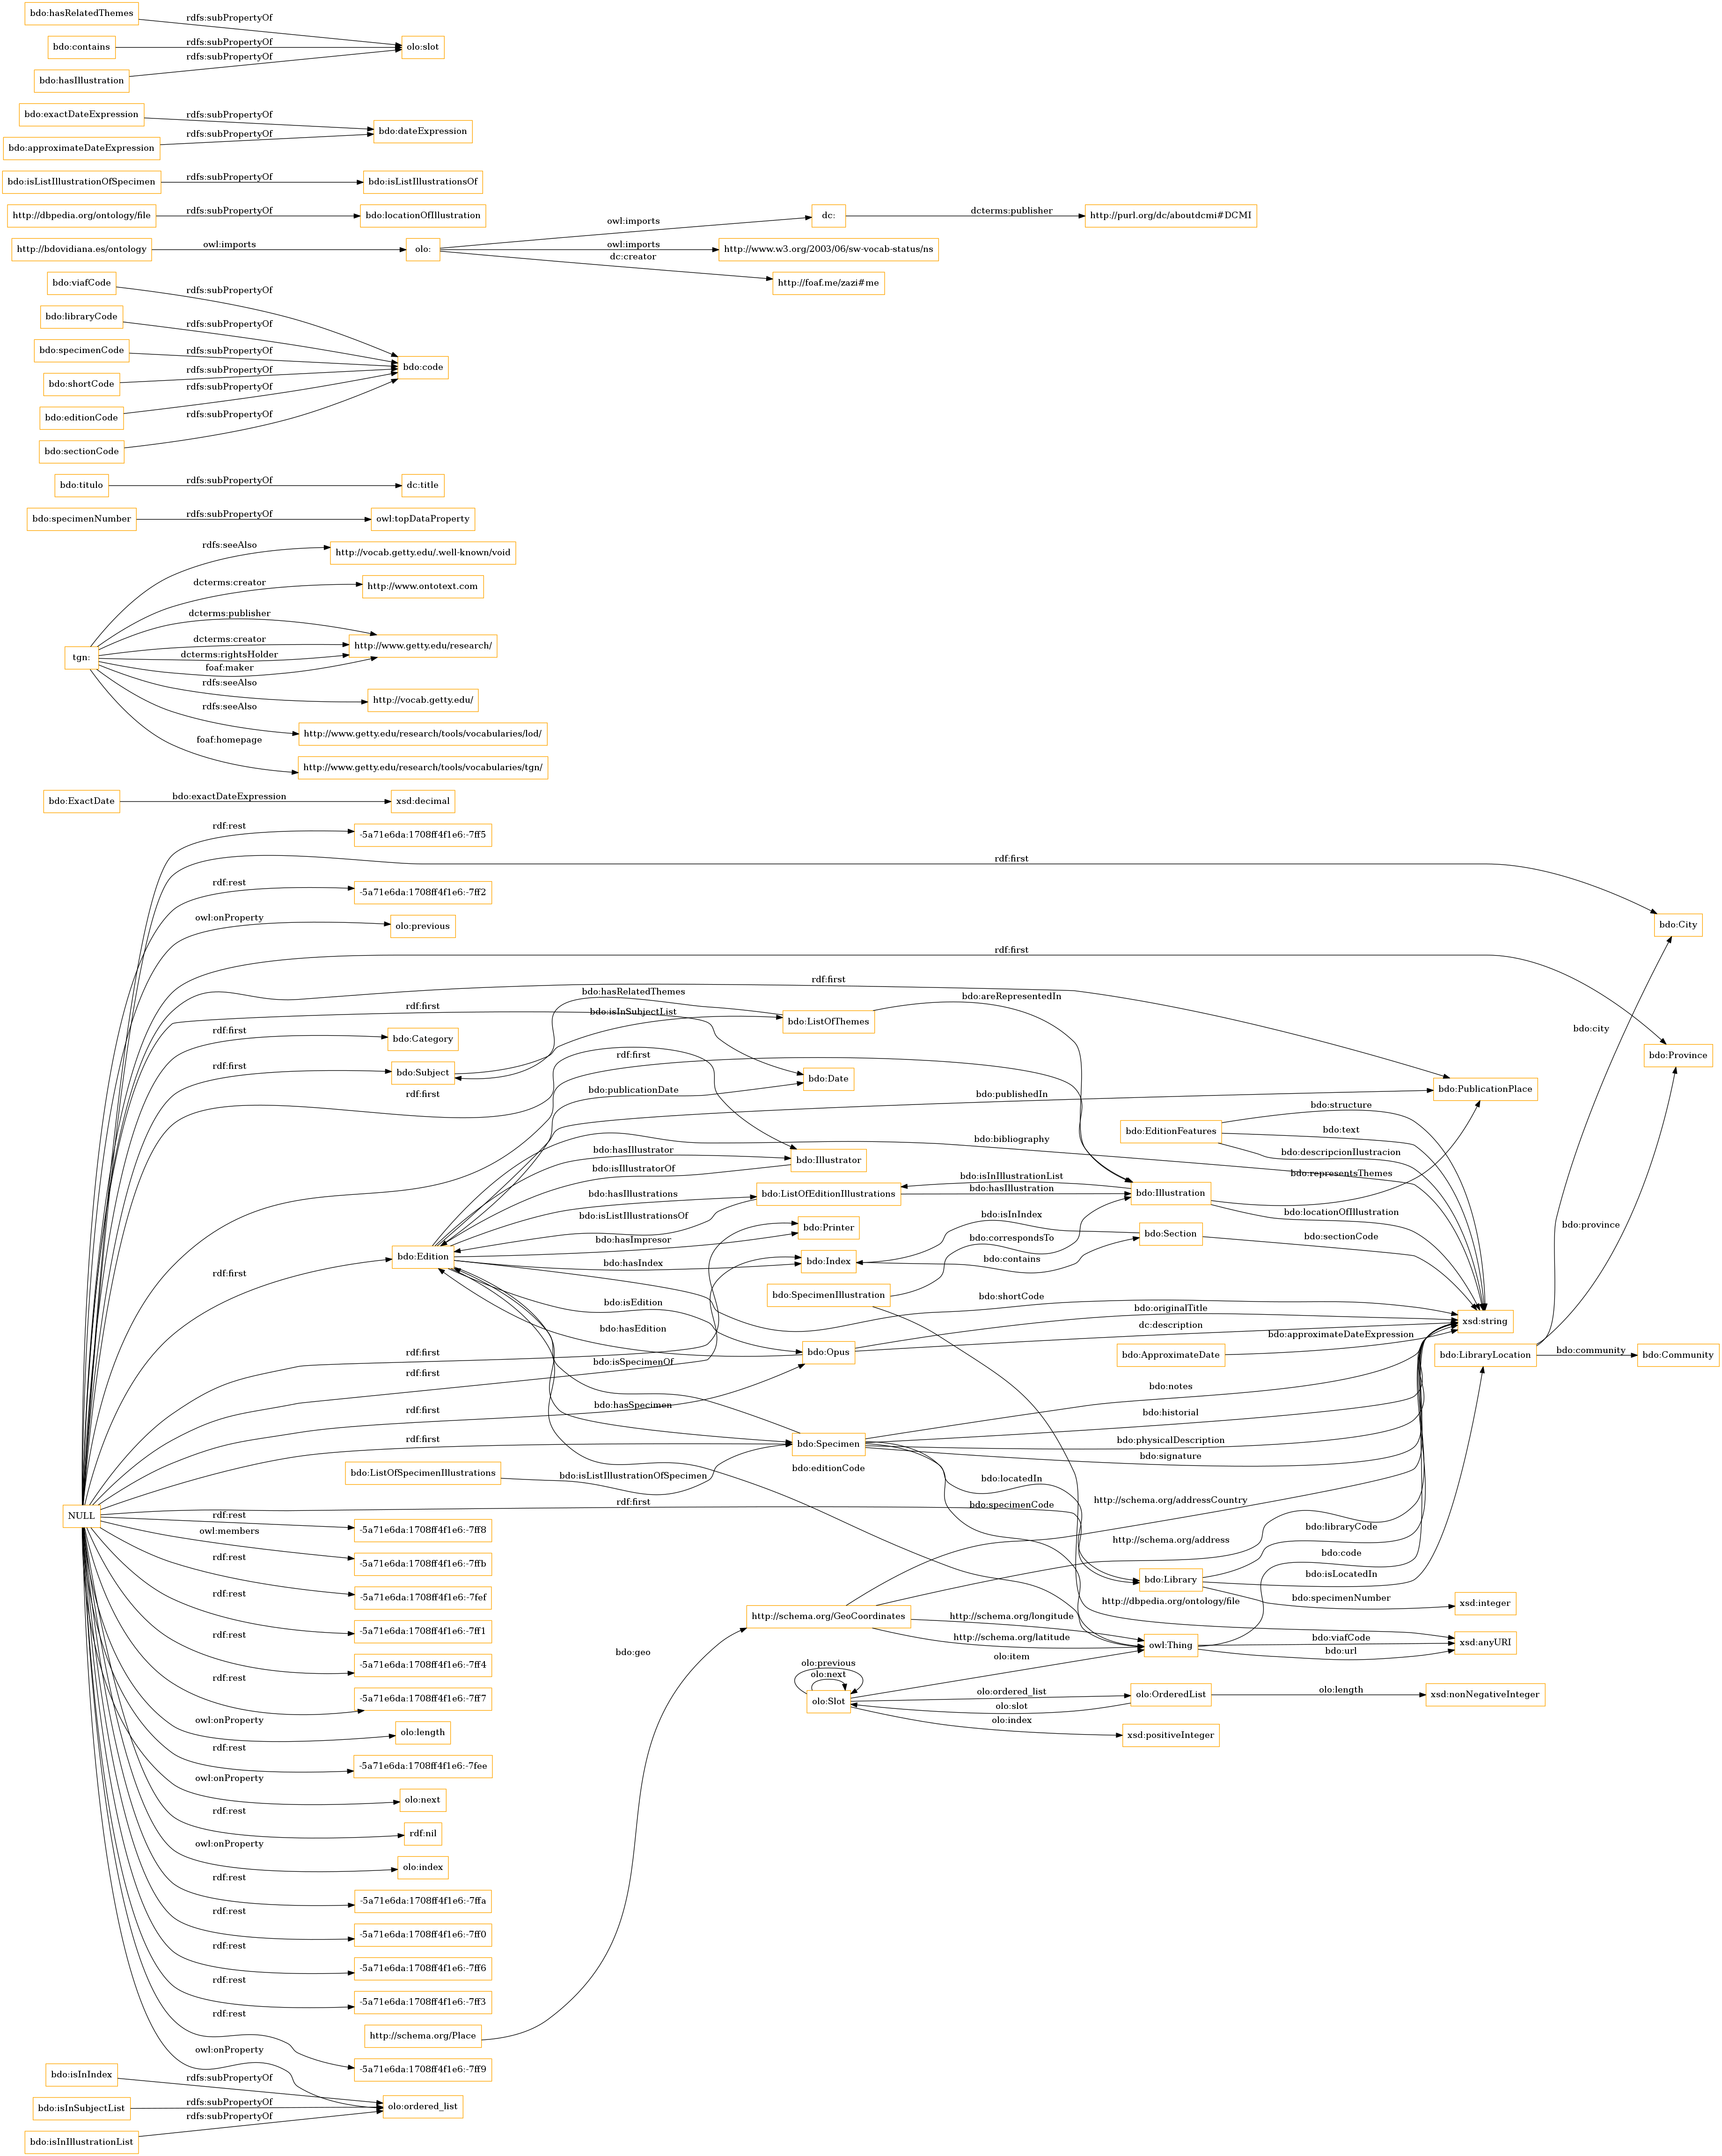 bdo:hasRelatedThemes
rdfs:subPropertyOf
bdo:contains
rdfs:subPropertyOf
olo:slot
rdfs:subPropertyOf
bdo:hasIllustration
bdo:exactDateExpression
rdfs:subPropertyOf
bdo:dateExpression
rdfs:subPropertyOf
bdo:approximateDateExpression
bdo:isListIllustrationOfSpecimen
rdfs:subPropertyOf
bdo:isListIllustrationsOf
http://dbpedia.org/ontology/file
rdfs:subPropertyOf
bdo:locationOfIllustration
owl:imports
dc:
dcterms:publisher
http://purl.org/dc/aboutdcmi#DCMI
http://bdovidiana.es/ontology
owl:imports
olo:
owl:imports
http://www.w3.org/2003/06/sw-vocab-status/ns
dc:creator
http://foaf.me/zazi#me
bdo:viafCode
rdfs:subPropertyOf
bdo:libraryCode
rdfs:subPropertyOf
bdo:specimenCode
rdfs:subPropertyOf
bdo:code
bdo:shortCode
rdfs:subPropertyOf
bdo:editionCode
rdfs:subPropertyOf
bdo:sectionCode
rdfs:subPropertyOf
bdo:titulo
rdfs:subPropertyOf
dc:title
bdo:specimenNumber
rdfs:subPropertyOf
owl:topDataProperty
rdfs:seeAlso
http://vocab.getty.edu/.well-known/void
dcterms:creator
http://www.ontotext.com
dcterms:publisher
dcterms:creator
http://www.getty.edu/research/
tgn:
dcterms:rightsHolder
foaf:maker
rdfs:seeAlso
http://vocab.getty.edu/
rdfs:seeAlso
http://www.getty.edu/research/tools/vocabularies/lod/
foaf:homepage
http://www.getty.edu/research/tools/vocabularies/tgn/
bdo:ExactDate
bdo:exactDateExpression
xsd:decimal
rdf:rest
-5a71e6da:1708ff4f1e6:-7ff5
rdf:first
rdf:rest
-5a71e6da:1708ff4f1e6:-7ff2
owl:onProperty
olo:previous
bdo:City
rdf:first
rdf:first
bdo:hasRelatedThemes
bdo:areRepresentedIn
rdf:first
bdo:isInSubjectList
bdo:ListOfThemes
bdo:city
rdf:first
bdo:Category
rdf:first
bdo:Province
rdf:first
bdo:Subject
bdo:Date
bdo:publicationDate
bdo:PublicationPlace
rdf:first
bdo:publishedIn
bdo:structure
bdo:EditionFeatures
bdo:text
bdo:bibliography
bdo:hasIllustrator
bdo:descripcionIlustracion
bdo:Illustrator
bdo:isIllustratorOf
bdo:representsThemes
bdo:isInIllustrationList
bdo:hasIllustrations
bdo:ListOfEditionIllustrations
bdo:hasIllustration
bdo:Illustration
bdo:isListIllustrationsOf
bdo:isInIndex
bdo:locationOfIllustration
bdo:Printer
bdo:Section
bdo:province
bdo:hasImpresor
bdo:correspondsTo
bdo:sectionCode
bdo:Edition
bdo:hasIndex
bdo:Index
bdo:contains
rdf:first
bdo:SpecimenIllustration
bdo:shortCode
bdo:isEdition
bdo:originalTitle
xsd:string
bdo:hasEdition
dc:description
bdo:approximateDateExpression
rdf:first
bdo:isSpecimenOf
bdo:Opus
bdo:ApproximateDate
bdo:LibraryLocation
bdo:community
bdo:Community
rdf:first
bdo:notes
rdf:first
bdo:hasSpecimen
bdo:historial
rdf:first
bdo:Specimen
bdo:physicalDescription
bdo:signature
bdo:ListOfSpecimenIllustrations
bdo:isListIllustrationOfSpecimen
bdo:editionCode
bdo:locatedIn
http://schema.org/addressCountry
rdf:first
bdo:specimenCode
NULL
rdf:rest
-5a71e6da:1708ff4f1e6:-7ff8
bdo:libraryCode
owl:members
http://schema.org/address
-5a71e6da:1708ff4f1e6:-7ffb
bdo:code
rdf:rest
bdo:isLocatedIn
bdo:Library
-5a71e6da:1708ff4f1e6:-7fef
http://dbpedia.org/ontology/file
bdo:specimenNumber
xsd:integer
http://schema.org/GeoCoordinates
http://schema.org/longitude
rdf:rest
-5a71e6da:1708ff4f1e6:-7ff1
http://schema.org/latitude
owl:Thing
bdo:viafCode
xsd:anyURI
bdo:url
bdo:geo
olo:item
rdf:rest
-5a71e6da:1708ff4f1e6:-7ff4
olo:previous
olo:next
rdf:rest
-5a71e6da:1708ff4f1e6:-7ff7
olo:Slot
olo:ordered_list
olo:OrderedList
olo:length
xsd:nonNegativeInteger
olo:slot
owl:onProperty
olo:length
olo:index
xsd:positiveInteger
rdf:rest
-5a71e6da:1708ff4f1e6:-7fee
owl:onProperty
olo:next
rdf:rest
rdf:nil
owl:onProperty
olo:index
rdf:rest
-5a71e6da:1708ff4f1e6:-7ffa
rdf:rest
-5a71e6da:1708ff4f1e6:-7ff0
rdf:rest
-5a71e6da:1708ff4f1e6:-7ff6
rdf:rest
-5a71e6da:1708ff4f1e6:-7ff3
rdf:rest
http://schema.org/Place
owl:onProperty
-5a71e6da:1708ff4f1e6:-7ff9
bdo:isInIndex
rdfs:subPropertyOf
bdo:isInSubjectList
rdfs:subPropertyOf
olo:ordered_list
rdfs:subPropertyOf
bdo:isInIllustrationList